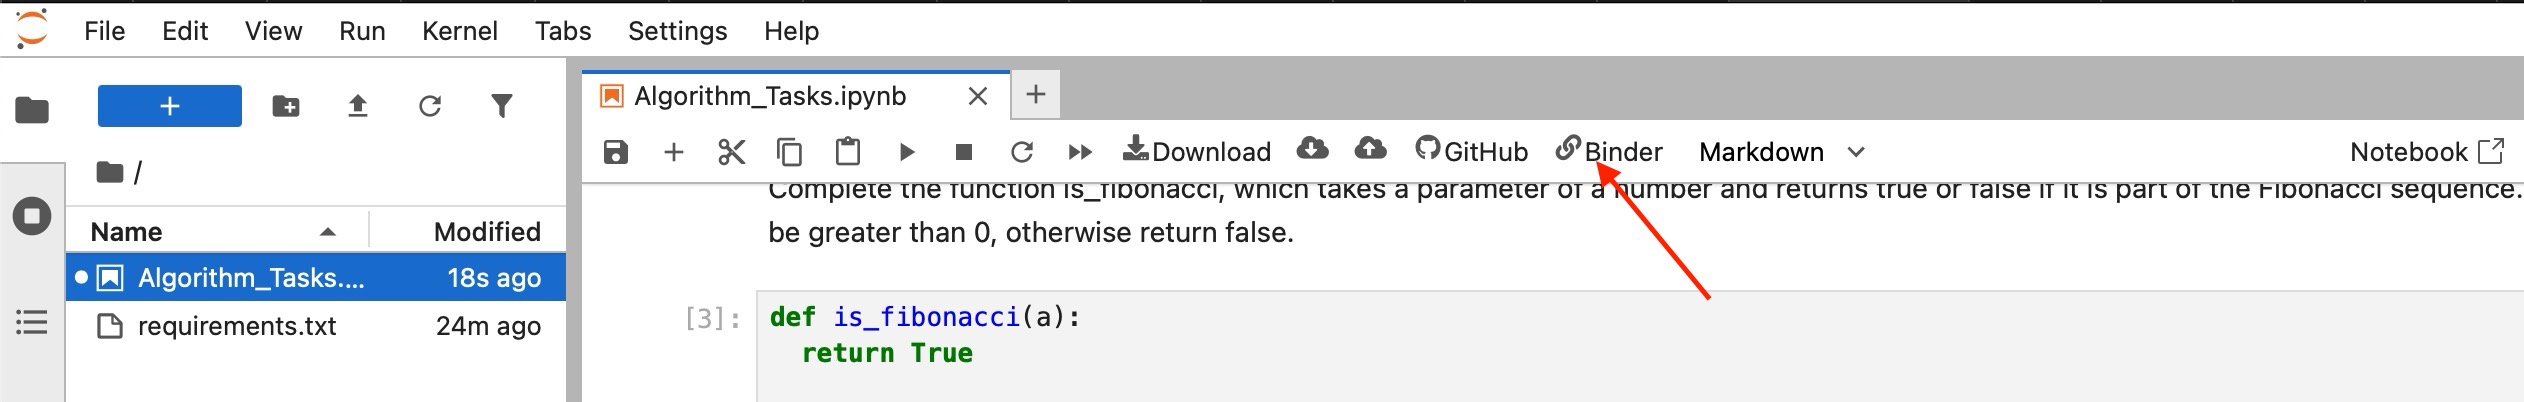 File Edit View Run Kernel Tabs Settings Help
Algorithm_Tasks.ipynb
Download GitHub Binder Markdown Notebook
/
Name Modified
Algorithm_Tasks.... 18s ago
requirements.txt 24m ago
Complete the function is_fibonacci, which takes a parameter of a number and returns true or false if it is part of the Fibonacci sequence.
be greater than 0, otherwise return false.
[3]: def is_fibonacci(a):
return True